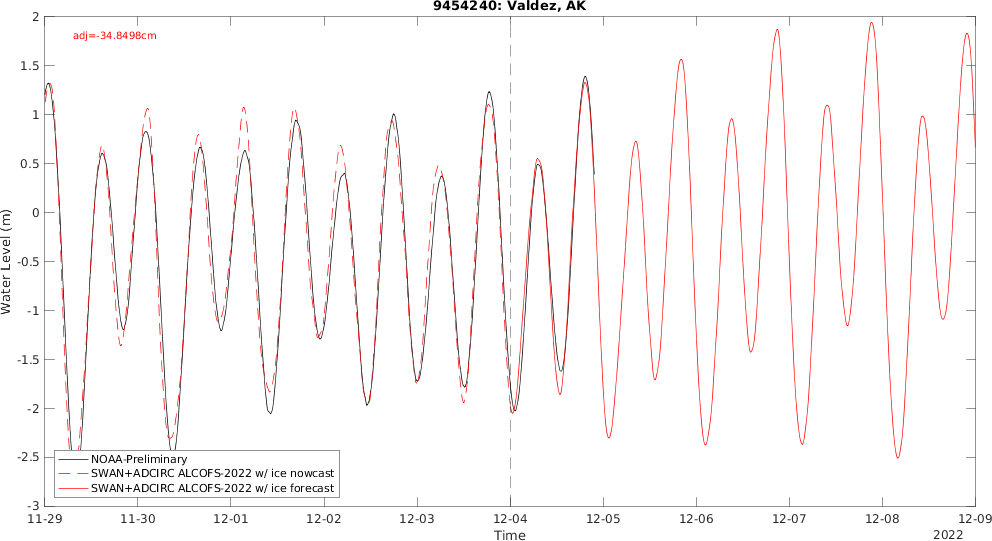 9454240: Valdez, AK
adj=-34.8498cm
2
1.5
1
0.5
0
-0.5
-1
-1.5
-2
-2.5
-3
Water Level (m)
NOAA-Preliminary
SWAN+ADCIRC ALCOFS-2022 w/ ice nowcast
SWAN+ADCIRC ALCOFS-2022 w/ ice forecast
11-29 11-30 12-01 12-02 12-03 12-04 12-05 12-06 12-07 12-08 12-09
Time
2022